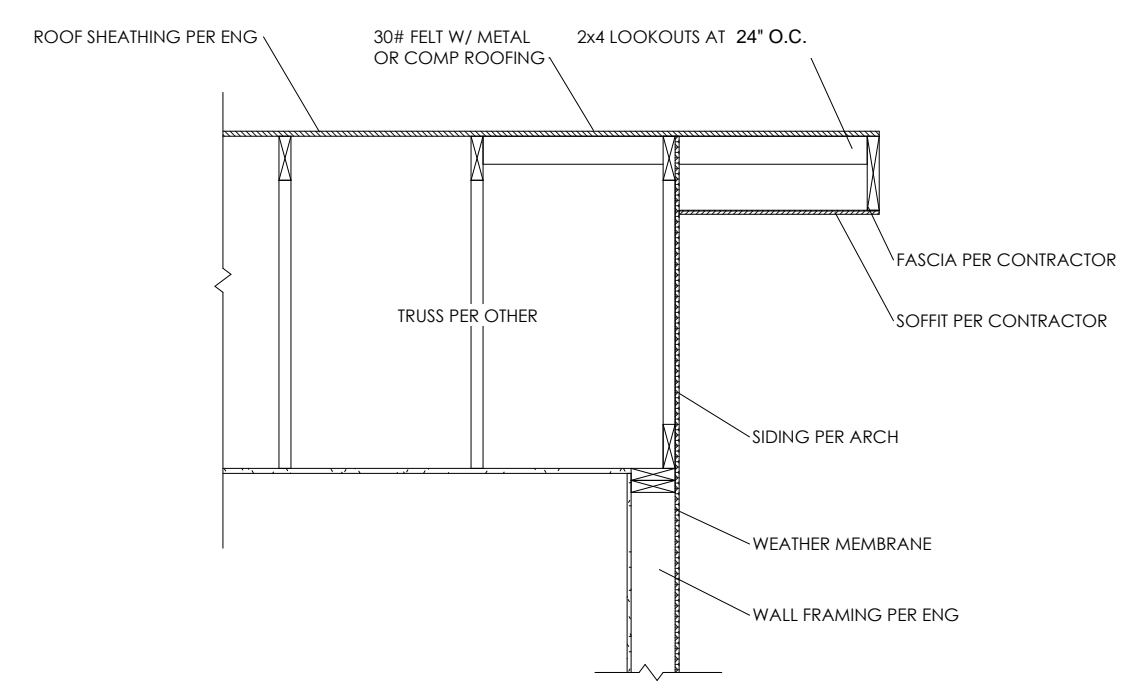 ROOF SHEATHING PER ENG
30# FELT W/ METAL
OR COMP ROOFING
2x4 LOOKOUTS AT 24" O.C.
FASCIA PER CONTRACTOR
SOFFIT PER CONTRACTOR
TRUSS PER OTHER
SIDING PER ARCH
WEATHER MEMBRANE
WALL FRAMING PER ENG